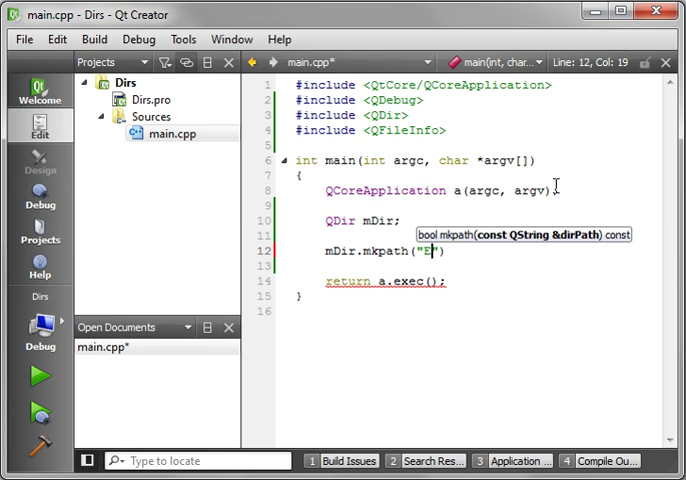 main.cpp - Dirs - Qt Creator
File Edit Build Debug Tools Window Help
Projects main.cpp* main(int, char... Line: 12, Col: 19
Welcome
Edit
Design
Debug
Projects
Help
Dirs
Debug
Dirs
Dirs.pro
Sources
main.cpp
Open Documents
main.cpp*
1 #include <QtCore/QCoreApplication>
2 #include <QDebug>
3 #include <QDir>
4 #include <QFileInfo>
5
6 int main(int argc, char *argv[])
7 {
8 QCoreApplication a(argc, argv);
9
10 QDir mDir;
11
bool mkpath(const QString &dirPath) const
12 mDir.mkpath("E")
13
14 return a.exec();
15 }
16
Type to locate 1 Build Issues 2 Search Res... 3 Application ... 4 Compile Ou...